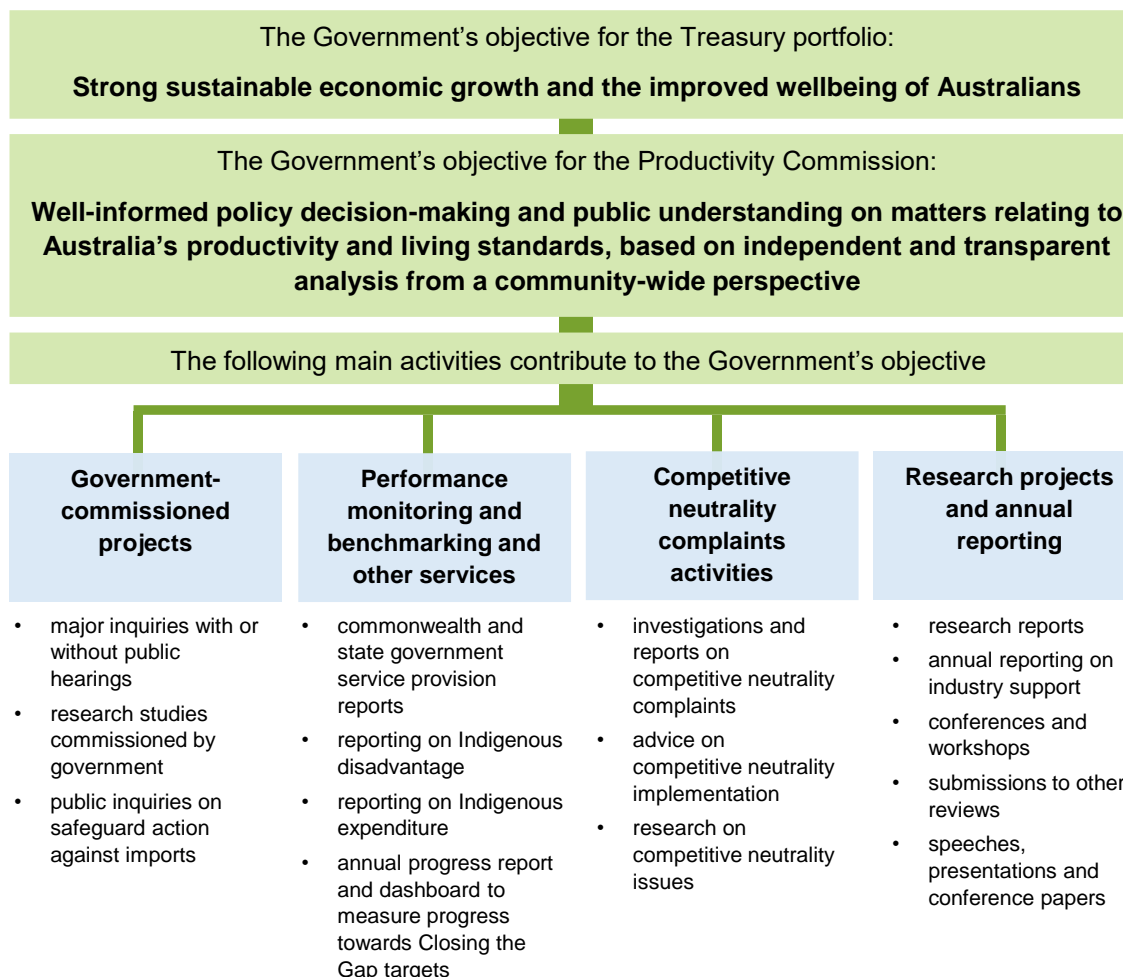 The Government’s objective for the Treasury portfolio:
Strong sustainable economic growth and the improved wellbeing of Australians
The Government’s objective for the Productivity Commission:
Well-informed policy decision-making and public understanding on matters relating to
Australia’s productivity and living standards, based on independent and transparent
analysis from a community-wide perspective
The following main activities contribute to the Government’s objective
Government-
commissioned
projects
• major inquiries with or
without public
hearings
• research studies
commissioned by
government
• public inquiries on
safeguard action
against imports
Performance
monitoring and
benchmarking and
other services
• commonwealth and
state government
service provision
reports
• reporting on Indigenous
disadvantage
• reporting on Indigenous
expenditure
• annual progress report
and dashboard to
measure progress
towards Closing the
Gap targets
Competitive
neutrality
complaints
activities
• investigations and
reports on
competitive neutrality
complaints
• advice on
competitive neutrality
implementation
• research on
competitive neutrality
issues
Research projects
and annual
reporting
• research reports
• annual reporting on
industry support
• conferences and
workshops
• submissions to other
reviews
• speeches,
presentations and
conference papers